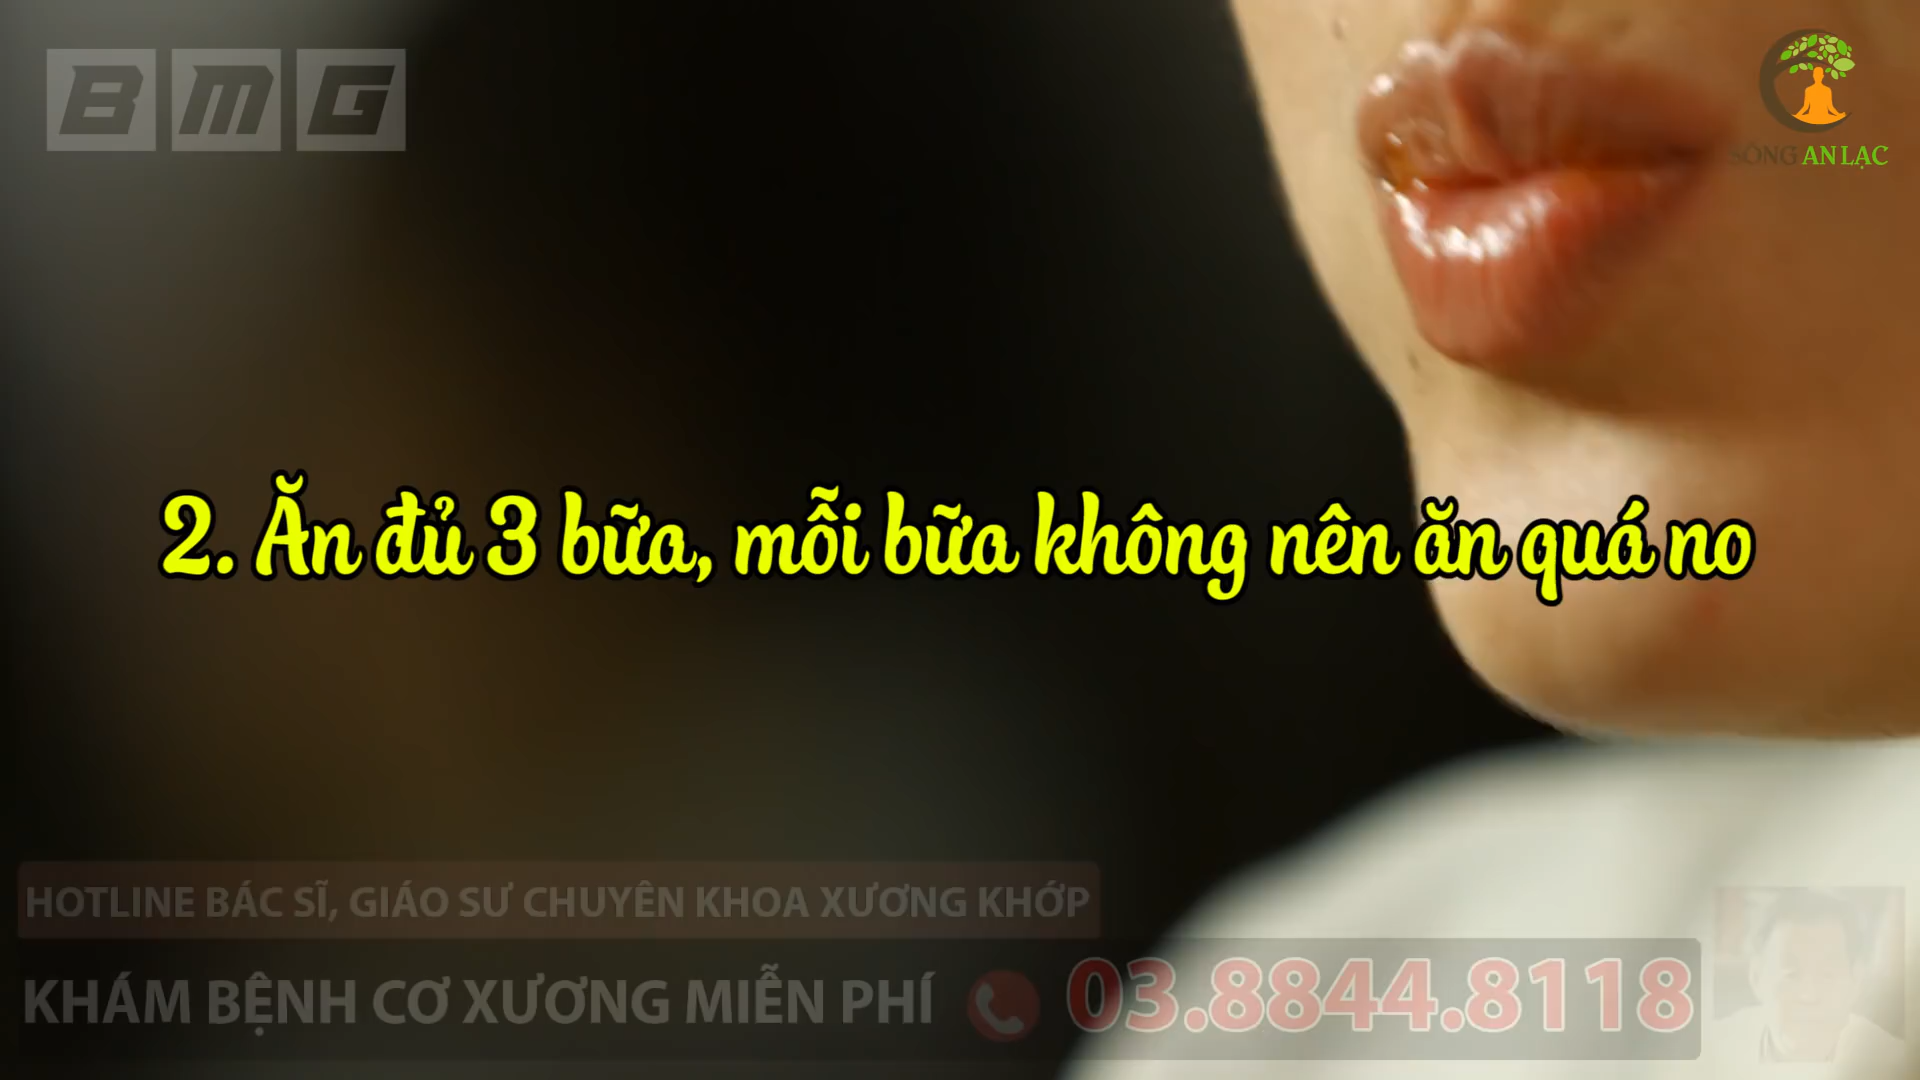 BMG
SỐNG AN LẠC
2. Ăn đủ 3 bữa, mỗi bữa không nên ăn quá no
HOTLINE BÁC SĨ, GIÁO SƯ CHUYÊN KHOA XƯƠNG KHỚP
KHÁM BỆNH CƠ XƯƠNG MIỄN PHÍ 03.8844.8118